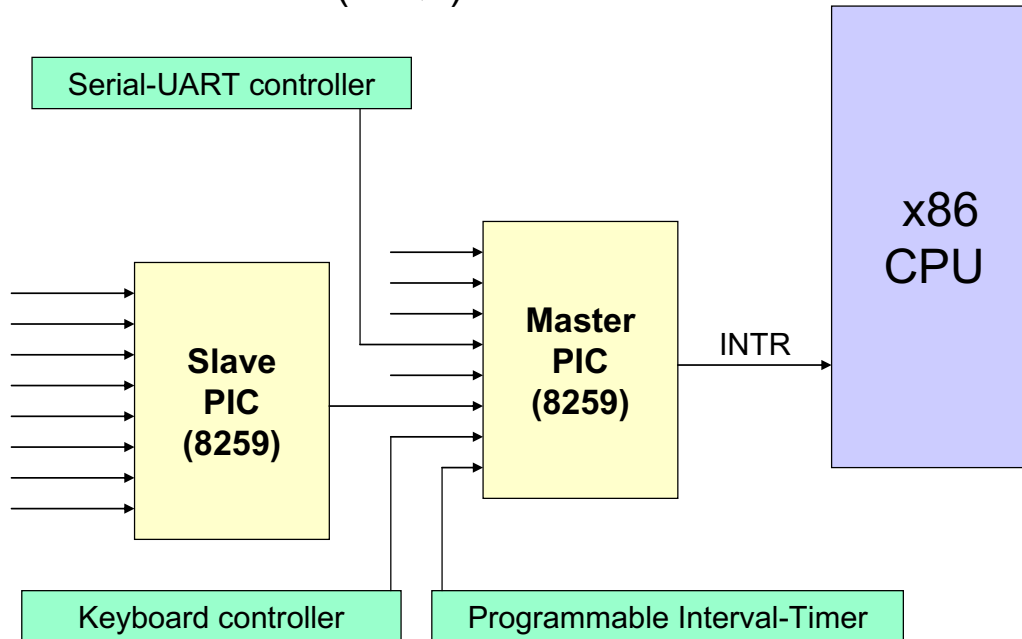 Serial-UART controller
x86
CPU
Slave
PIC
(8259)
Master
PIC
(8259)
INTR
Keyboard controller
Programmable Interval-Timer